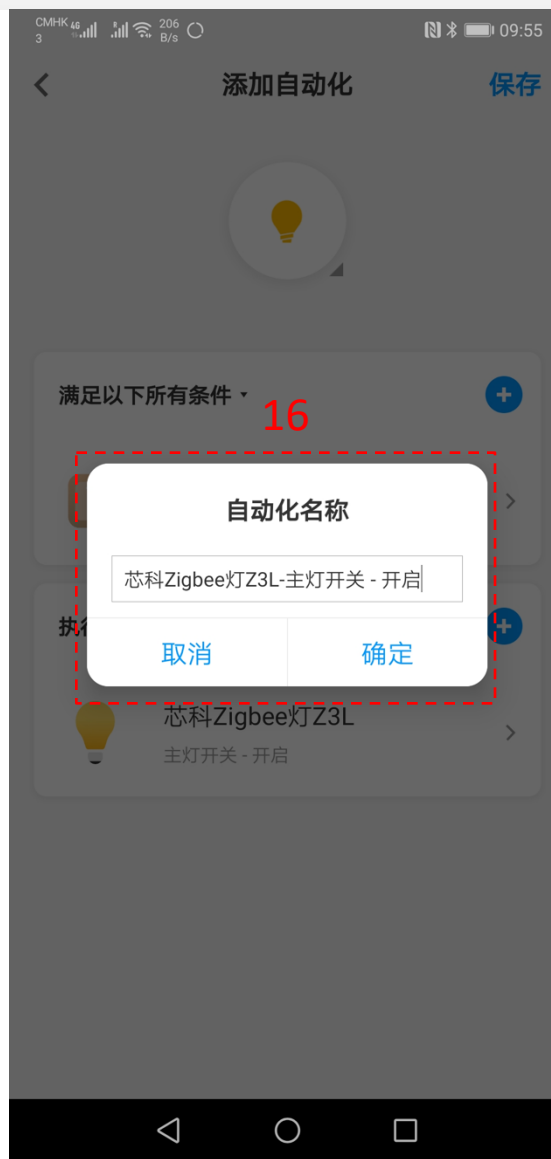 CMHK 4G 206
3 B/s 09:55
添加自动化 保存
满足以下所有条件
16
自动化名称
芯科Zigbee灯Z3L-主灯开关 - 开启
执行
取消 确定
芯科Zigbee灯Z3L
主灯开关 - 开启